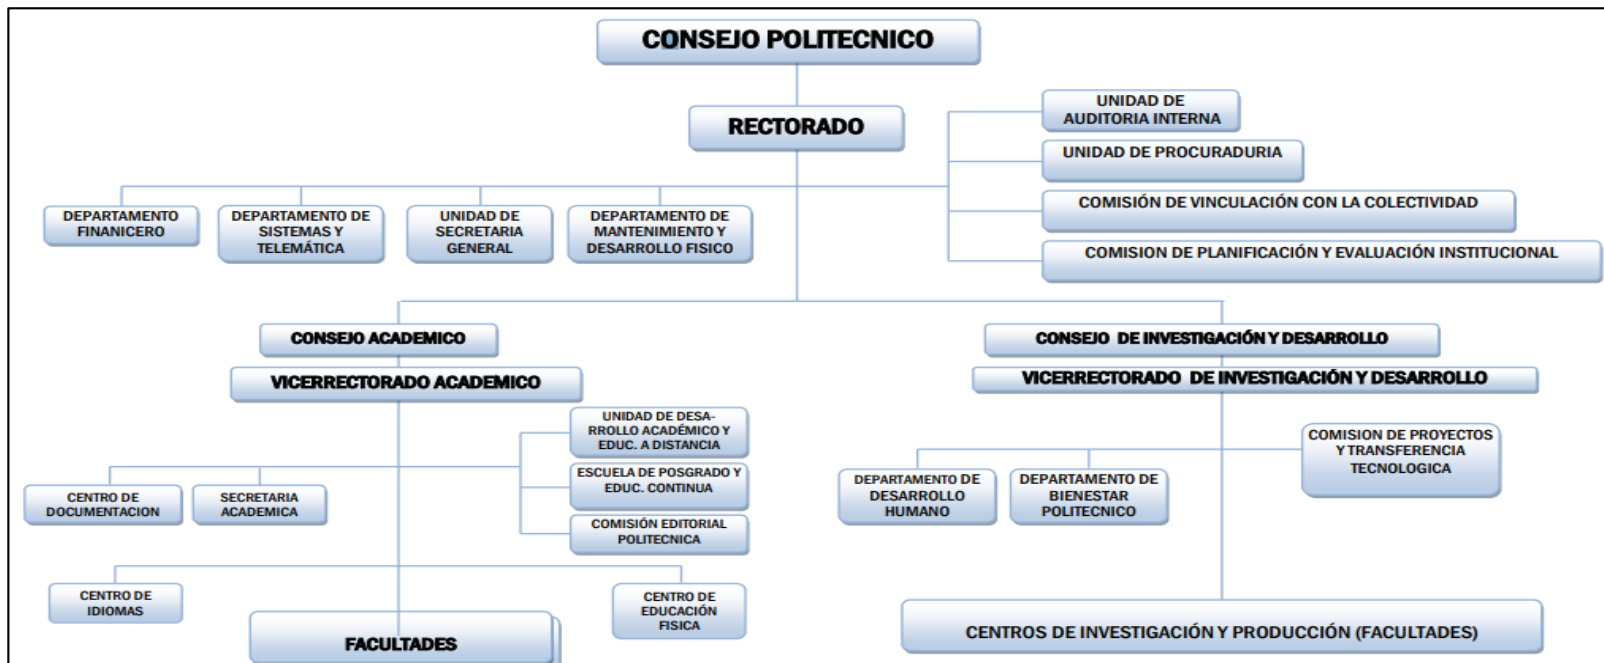 CONSEJO POLITECNICO
RECTORADO
UNIDAD DE
AUDITORIA INTERNA
UNIDAD DE PROCURADURIA
COMISIÓN DE VINCULACIÓN CON LA COLECTIVIDAD
COMISION DE PLANIFICACIÓN Y EVALUACIÓN INSTITUCIONAL
DEPARTAMENTO
FINANICERO
DEPARTAMENTO DE
SISTEMAS Y
TELEMÁTICA
UNIDAD DE
SECRETARIA
GENERAL
DEPARTAMENTO DE
MANTENIMIENTO Y
DESARROLLO FISICO
CONSEJO ACADEMICO
VICERRECTORADO ACADEMICO
CONSEJO DE INVESTIGACIÓN Y DESARROLLO
VICERRECTORADO DE INVESTIGACIÓN Y DESARROLLO
UNIDAD DE DESA-
RROLLO ACADÉMICO Y
EDUC. A DISTANCIA
ESCUELA DE POSGRADO Y
EDUC. CONTINUA
COMISIÓN EDITORIAL
POLITECNICA
CENTRO DE
DOCUMENTACION
SECRETARIA
ACADEMICA
COMISION DE PROYECTOS
Y TRANSFERENCIA
TECNOLOGICA
DEPARTAMENTO DE
DESARROLLO
HUMANO
DEPARTAMENTO DE
BIENESTAR
POLITECNICO
CENTRO DE
IDIOMAS
CENTRO DE
EDUCACIÓN
FISICA
FACULTADES
CENTROS DE INVESTIGACIÓN Y PRODUCCIÓN (FACULTADES)